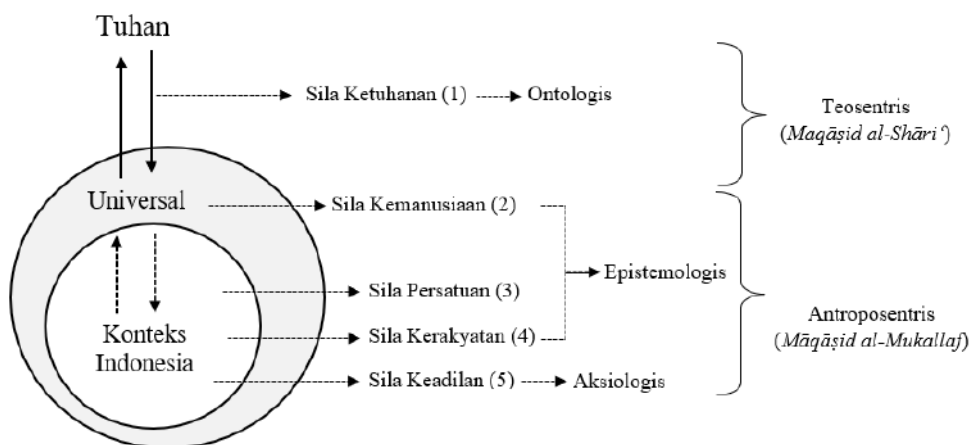 Tuhan
Sila Ketuhanan (1)
Ontologis
Teosentris
(Maqāṣid al-Shāri‘)
Universal
Sila Kemanusiaan (2)
Epistemologis
Sila Persatuan (3)
Konteks
Indonesia
Sila Kerakyatan (4)
Antroposentris
(Māqāṣid al-Mukallaf)
Sila Keadilan (5)
Aksiologis